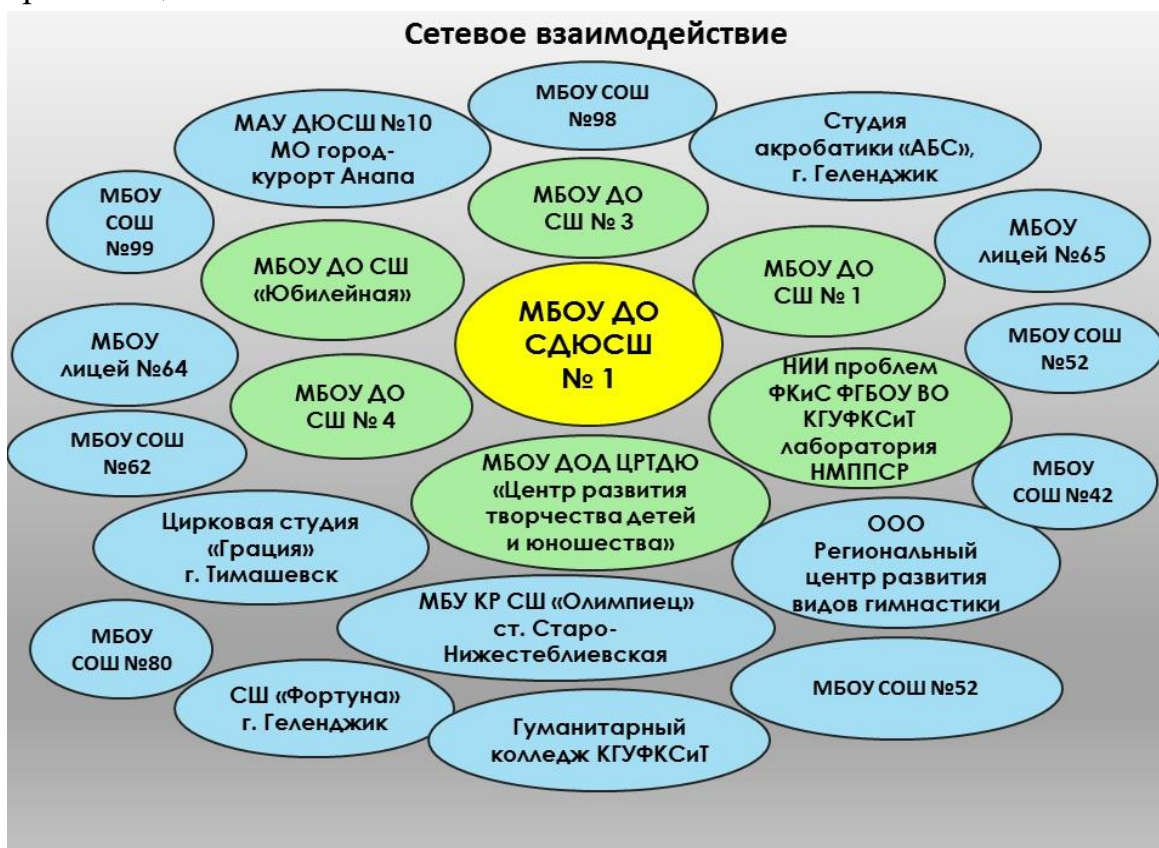 Сетевое взаимодействие
МБОУ СОШ
№98
МАУ ДЮСШ №10
МО город-
курорт Анапа
Студия
акробатики «АБС»,
г. Геленджик
МБОУ
СОШ
№99
МБОУ ДО
СШ № 3
МБОУ
лицей №65
МБОУ ДО СШ
«Юбилейная»
МБОУ ДО
СШ № 1
МБОУ ДО
СДЮСШ
№ 1
МБОУ
лицей №64
МБОУ СОШ
№52
МБОУ ДО
СШ № 4
НИИ проблем
ФКиС ФГБОУ ВО
КГУФКСиТ
лаборатория
НМППСР
МБОУ СОШ
№62
МБОУ ДОД ЦРТДЮ
«Центр развития
творчества детей
и юношества»
МБОУ
СОШ №42
Цирковая студия
«Грация»
г. Тимашевск
ООО
Региональный
центр развития
видов гимнастики
МБУ КР СШ «Олимпиец»
ст. Старо-
Нижестеблиевская
МБОУ
СОШ №80
СШ «Фортуна»
г. Геленджик
МБОУ СОШ №52
Гуманитарный
колледж КГУФКСиТ